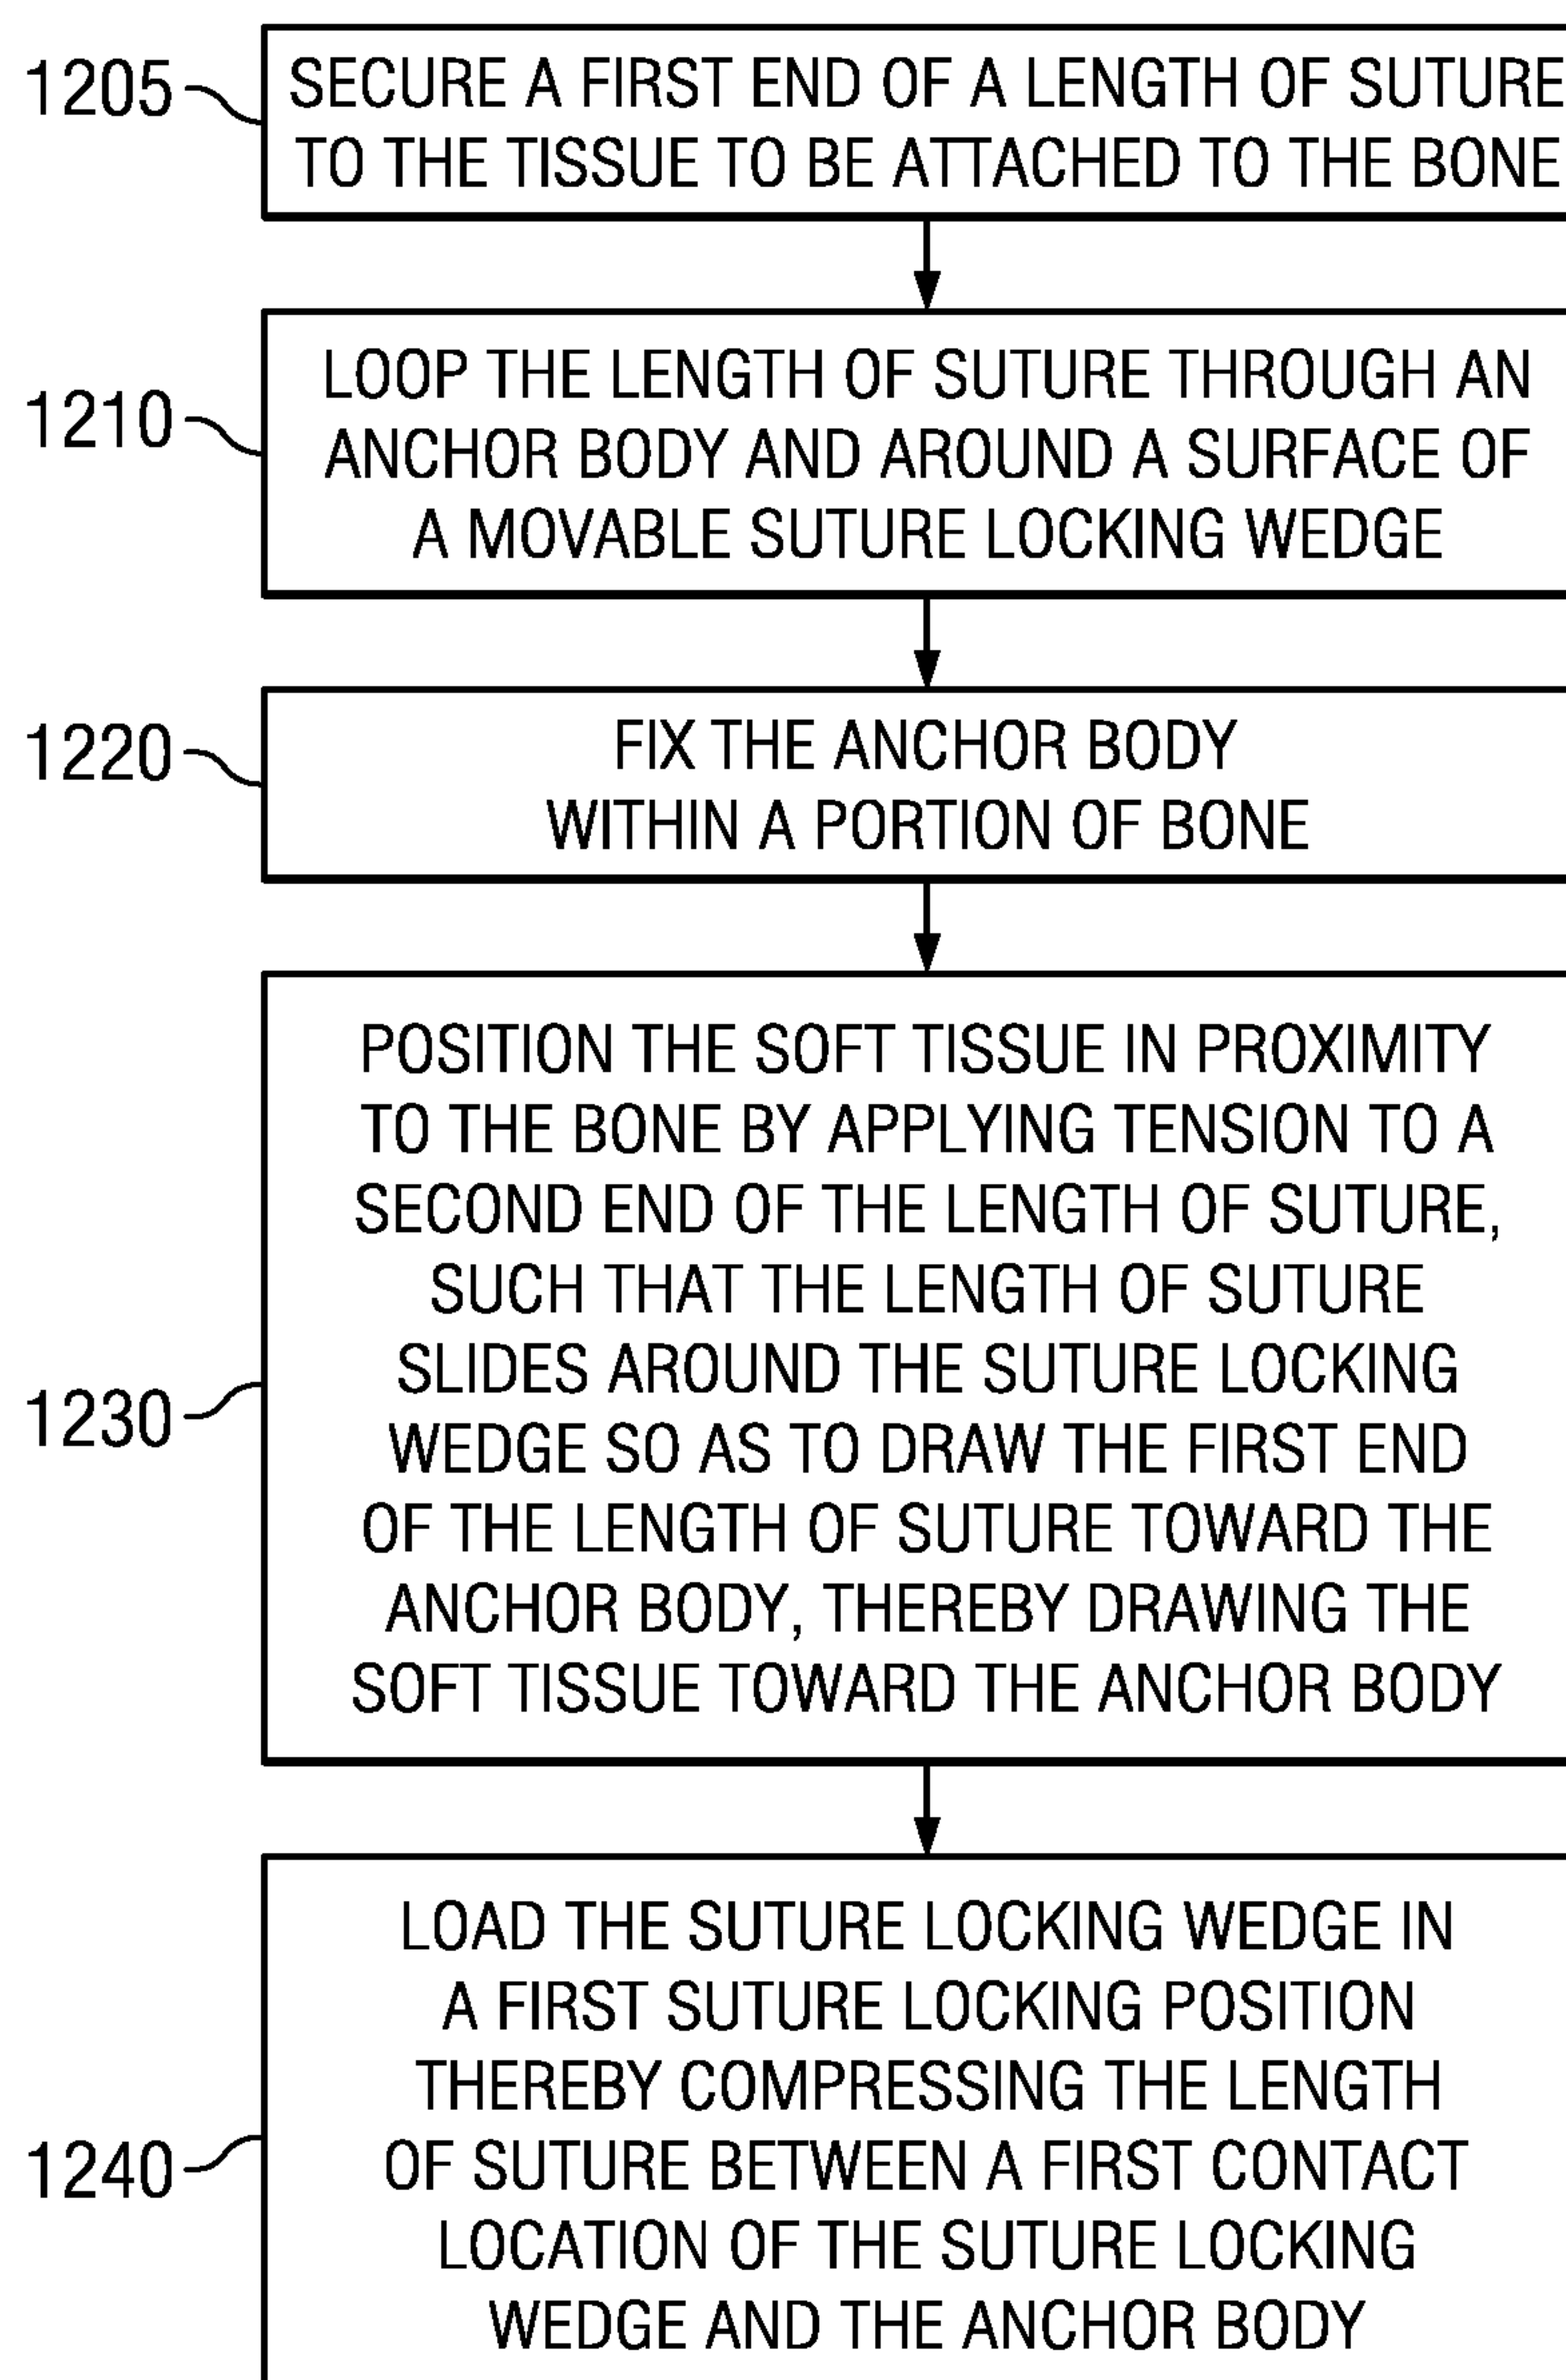 1205
SECURE A FIRST END OF A LENGTH OF SUTURE
TO THE TISSUE TO BE ATTACHED TO THE BONE
1210
LOOP THE LENGTH OF SUTURE THROUGH AN
ANCHOR BODY AND AROUND A SURFACE OF
A MOVABLE SUTURE LOCKING WEDGE
1220
FIX THE ANCHOR BODY
WITHIN A PORTION OF BONE
1230
POSITION THE SOFT TISSUE IN PROXIMITY
TO THE BONE BY APPLYING TENSION TO A
SECOND END OF THE LENGTH OF SUTURE,
SUCH THAT THE LENGTH OF SUTURE
SLIDES AROUND THE SUTURE LOCKING
WEDGE SO AS TO DRAW THE FIRST END
OF THE LENGTH OF SUTURE TOWARD THE
ANCHOR BODY, THEREBY DRAWING THE
SOFT TISSUE TOWARD THE ANCHOR BODY
1240
LOAD THE SUTURE LOCKING WEDGE IN
A FIRST SUTURE LOCKING POSITION
THEREBY COMPRESSING THE LENGTH
OF SUTURE BETWEEN A FIRST CONTACT
LOCATION OF THE SUTURE LOCKING
WEDGE AND THE ANCHOR BODY